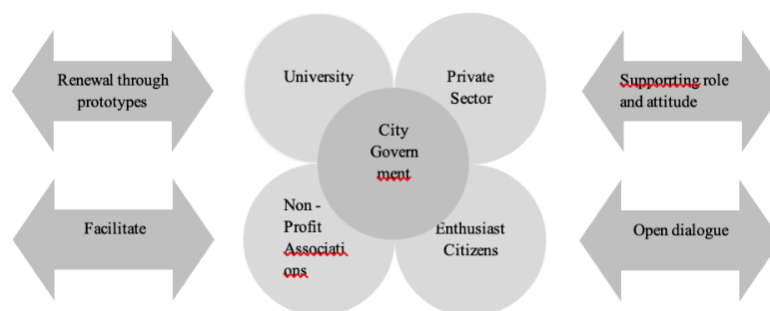 Renewal through
prototypes
University
Private
Sector
Supporrting role
and attitude
City
Govern
ment
Facilitate
Non -
Profit
Associati
ons
Enthusiast
Citizens
Open dialogue